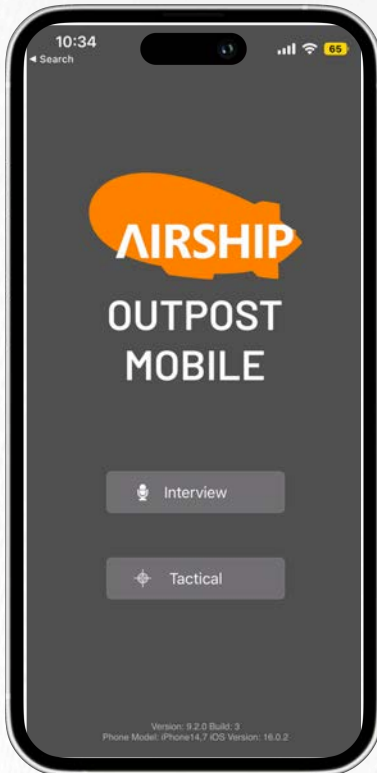 10:34
◀ Search
65
AIRSHIP
OUTPOST
MOBILE
Interview
Tactical
Version: 9.2.0 Build: 3
Phone Model: iPhone14,7 iOS Version: 16.0.2